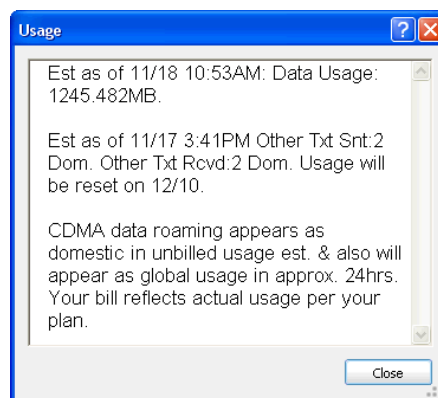 Usage
Est as of 11/18 10:53AM: Data Usage:
1245.482MB.
Est as of 11/17 3:41PM Other Txt Snt:2
Dom. Other Txt Rcvd:2 Dom. Usage will
be reset on 12/10.
CDMA data roaming appears as
domestic in unbilled usage est. & also will
appear as global usage in approx. 24hrs.
Your bill reflects actual usage per your
plan.
Close